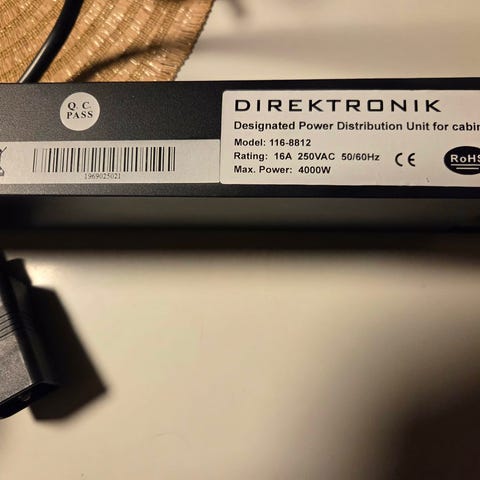 Q. C.
PASS
1969025021
DIREKTRONIK
Designated Power Distribution Unit for cabin
Model: 116-8812
Rating: 16A 250VAC 50/60Hz
Max. Power: 4000W
CE
RoHS